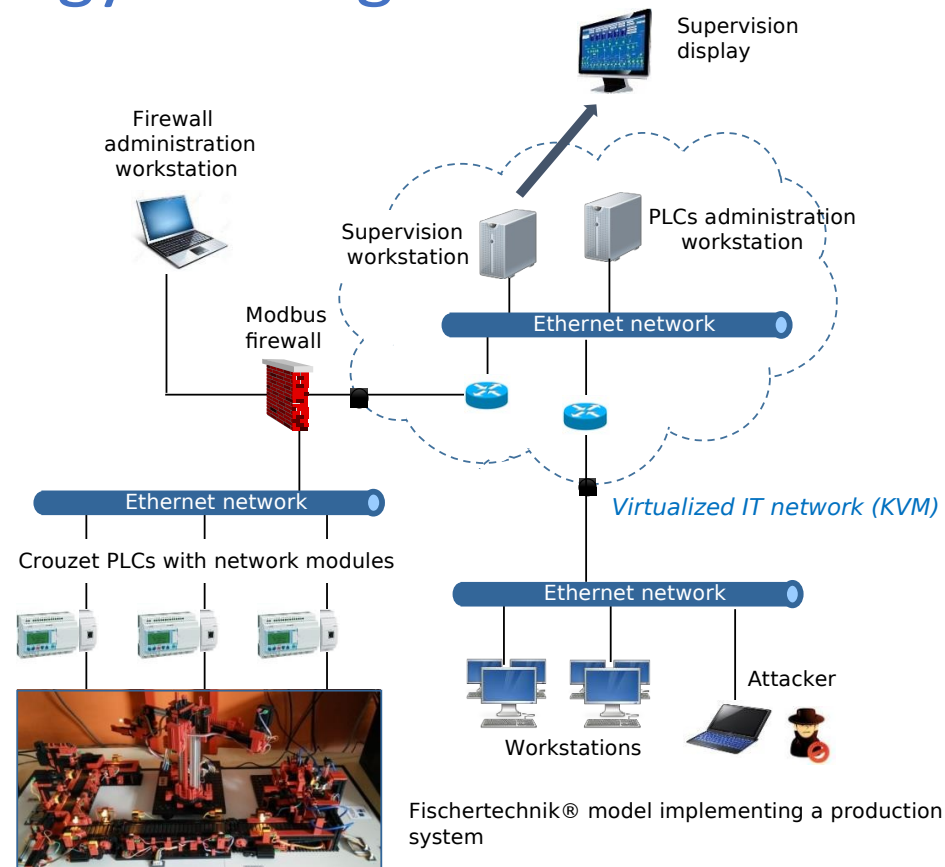 Supervision
display
Firewall
administration
workstation
Supervision
workstation
PLCs administration
workstation
Modbus
firewall
Ethernet network
Ethernet network
Virtualized IT network (KVM)
Crouzet PLCs with network modules
Ethernet network
Attacker
Workstations
Fischertechnik® model implementing a production
system